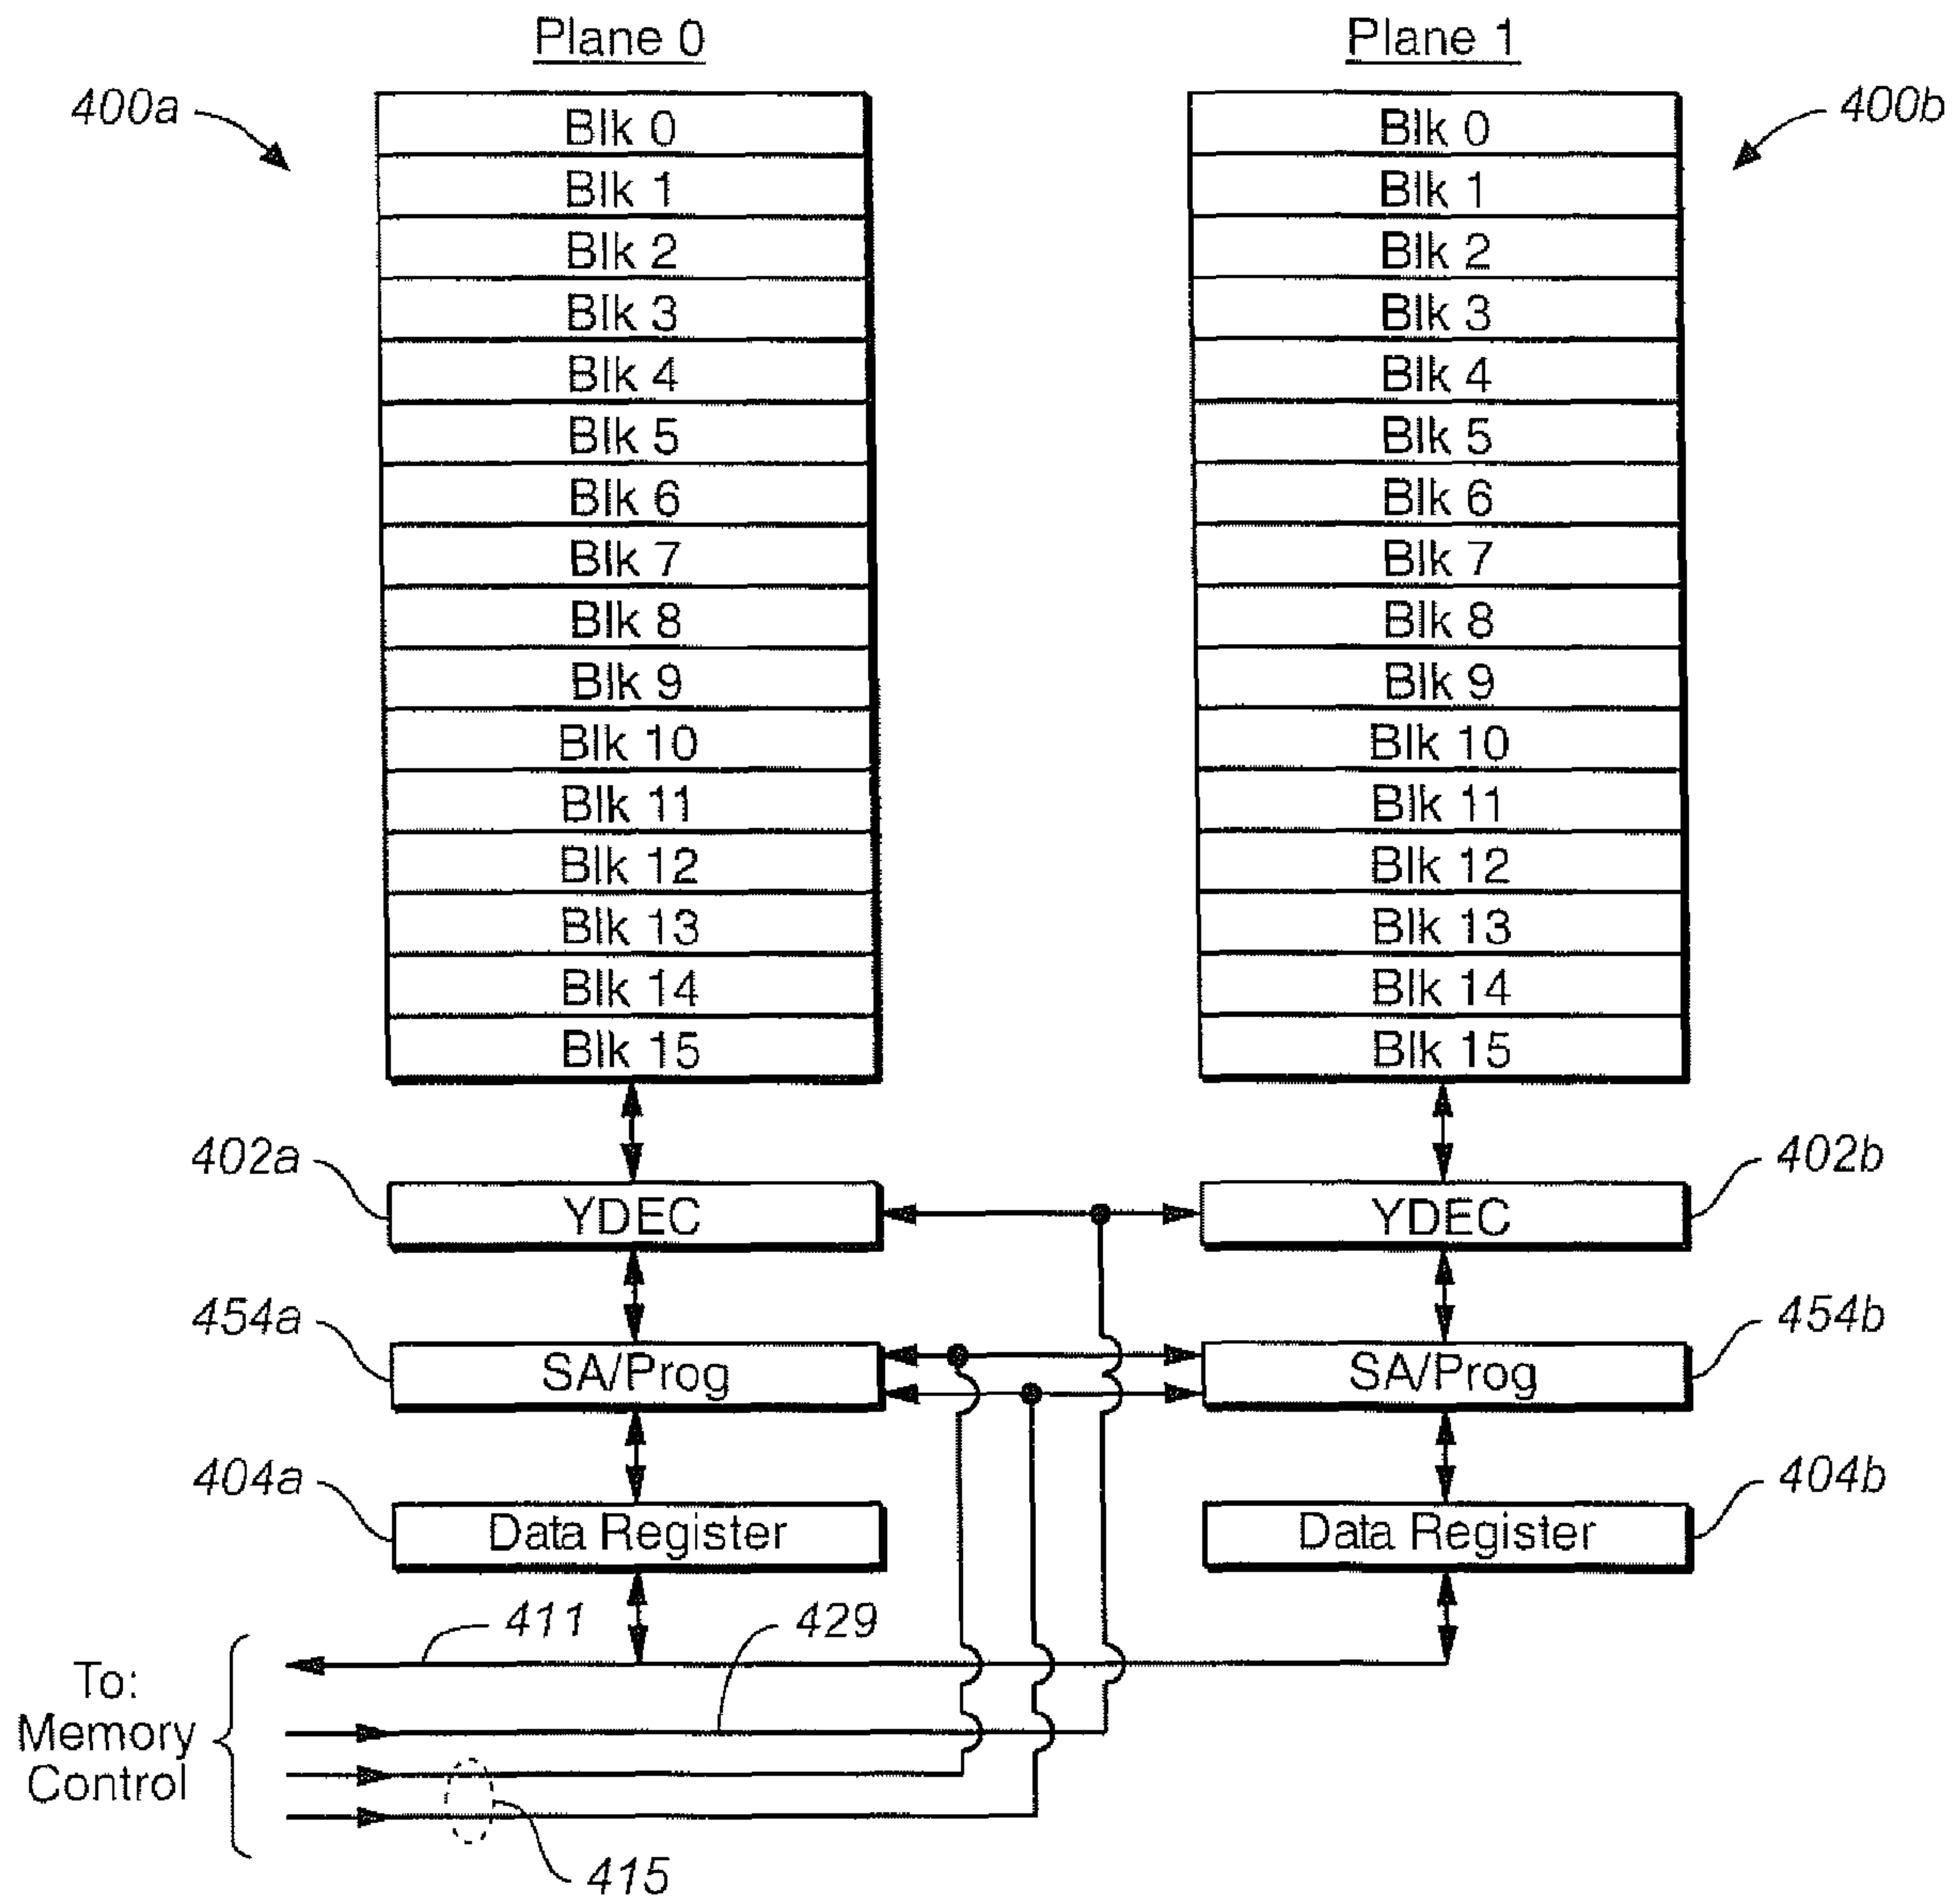 Plane 0
Plane 1
400a
400b
Blk 0
Blk 1
Blk 2
Blk 3
Blk 4
Blk 5
Blk 6
Blk 7
Blk 8
Blk 9
Blk 10
Blk 11
Blk 12
Blk 13
Blk 14
Blk 15
Blk 0
Blk 1
Blk 2
Blk 3
Blk 4
Blk 5
Blk 6
Blk 7
Blk 8
Blk 9
Blk 10
Blk 11
Blk 12
Blk 13
Blk 14
Blk 15
402a
YDEC
YDEC
402b
454a
SA/Prog
SA/Prog
454b
404a
Data Register
Data Register
404b
411
429
To:
Memory
Control
415